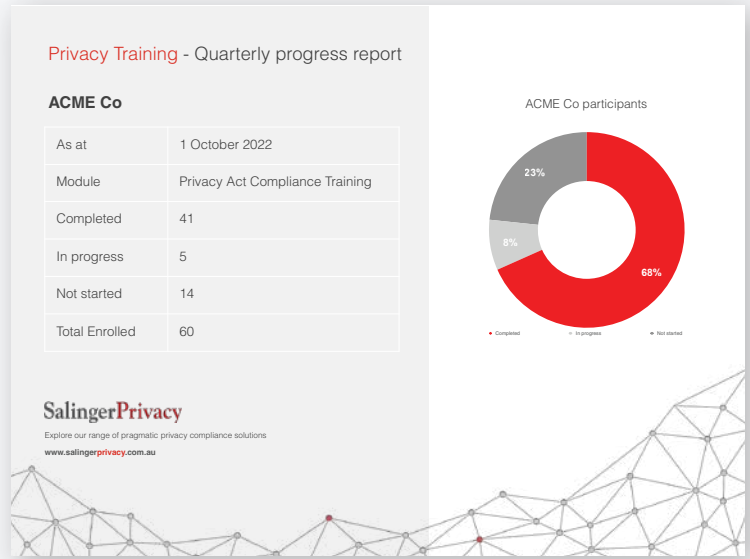 Privacy Training - Quarterly progress report
ACME Co
As at 1 October 2022
Module Privacy Act Compliance Training
Completed 41
In progress 5
Not started 14
Total Enrolled 60
SalingerPrivacy
Explore our range of pragmatic privacy compliance solutions
www.salingerprivacy.com.au
ACME Co participants
23%
8%
68%
Completed In progress Not started